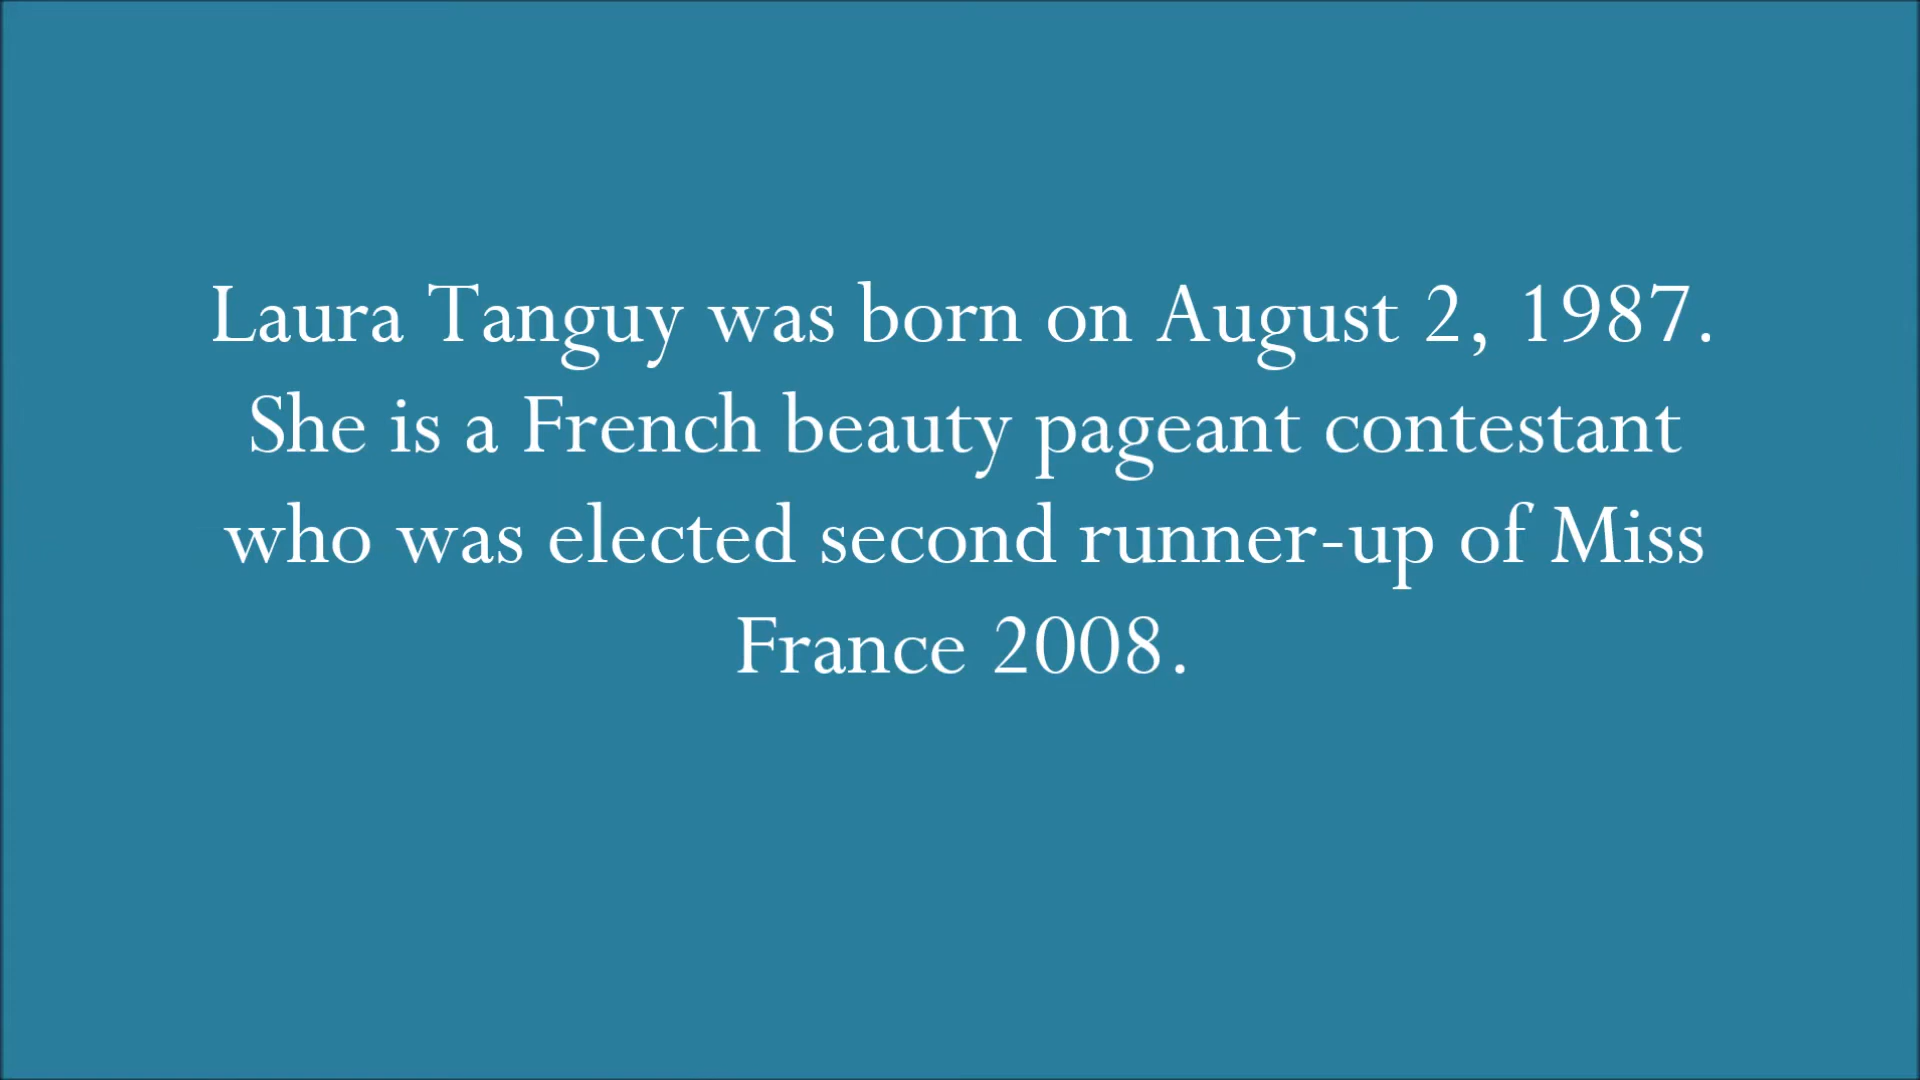 Laura Tanguy was born on August 2, 1987.
She is a French beauty pageant contestant
who was elected second runner-up of Miss
France 2008.